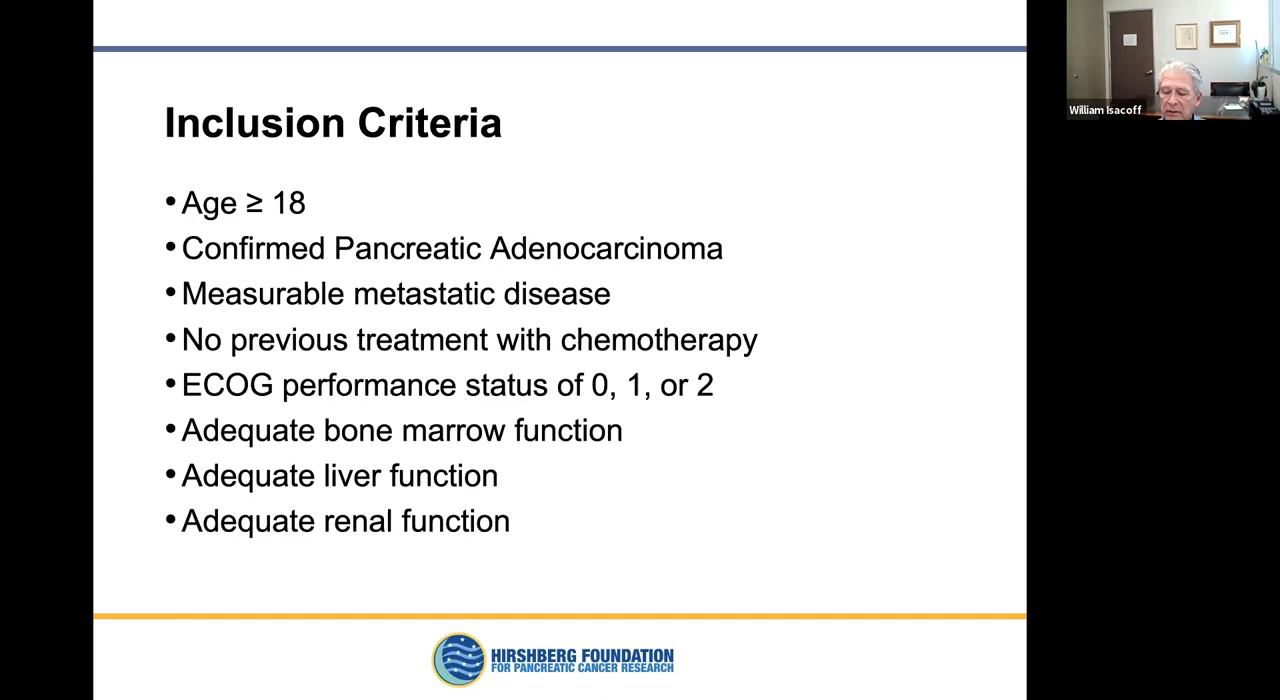 Inclusion Criteria
• Age ≥ 18
• Confirmed Pancreatic Adenocarcinoma
• Measurable metastatic disease
• No previous treatment with chemotherapy
• ECOG performance status of 0, 1, or 2
• Adequate bone marrow function
• Adequate liver function
• Adequate renal function
HIRSHBERG FOUNDATION
FOR PANCREATIC CANCER RESEARCH
William Isacoff